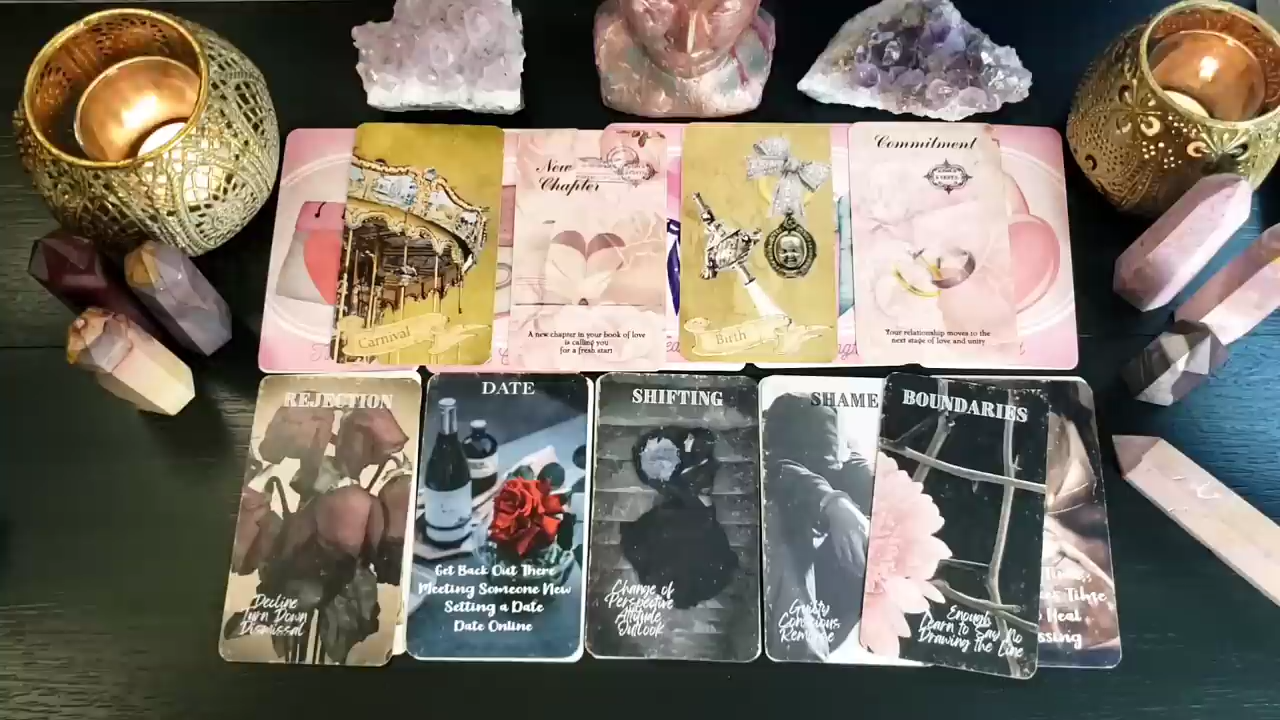 Carnival
New
Chapter
A new chapter in your book of love
is calling you
for a fresh start
Birth
Commitment
Your relationship moves to the
next stage of love and unity
REJECTION
Decline
Turn Down
Dismissal
DATE
Get Back Out There
Meeting Someone New
Setting a Date
Date Online
SHIFTING
Change of
Perspective
Attitude
Outlook
SHAME
Guilty
Conscious
Remorse
BOUNDARIES
Enough
Learn to Say No
Drawing the Line
Time
Heal